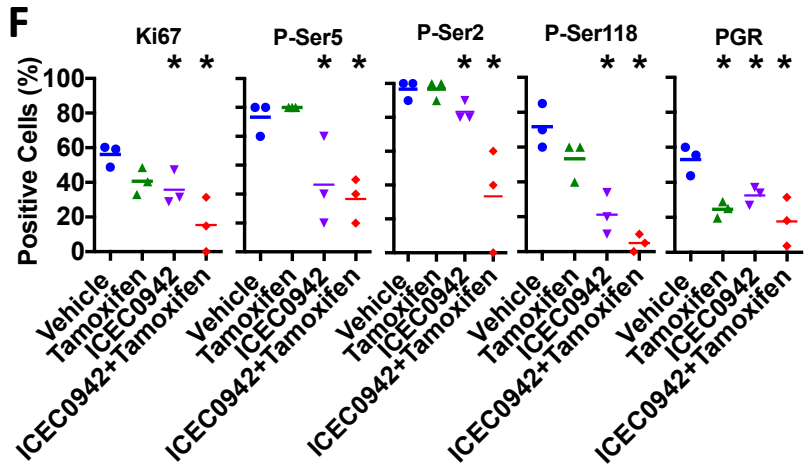 F
Ki67 P-Ser5 P-Ser2 P-Ser118 PGR
* * * * * * * * * * *
Positive Cells (%)
100
80
60
40
20
0
Vehicle
Tamoxifen
ICEC0942
ICEC0942+Tamoxifen
Vehicle
Tamoxifen
ICEC0942
ICEC0942+Tamoxifen
Vehicle
Tamoxifen
ICEC0942
ICEC0942+Tamoxifen
Vehicle
Tamoxifen
ICEC0942
ICEC0942+Tamoxifen
Vehicle
Tamoxifen
ICEC0942
ICEC0942+Tamoxifen